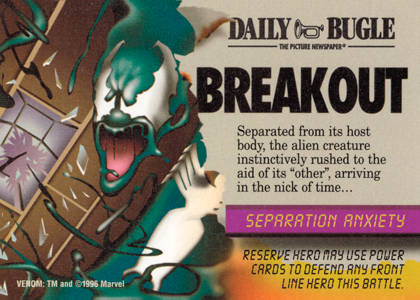 DAILY BUGLE
THE PICTURE NEWSPAPER®
BREAKOUT
Separated from its host
body, the alien creature
instinctively rushed to the
aid of its “other”, arriving
in the nick of time...
SEPARATION ANXIETY
RESERVE HERO MAY USE POWER
CARDS TO DEFEND ANY FRONT
LINE HERO THIS BATTLE.
VENOM: TM and ©1996 Marvel